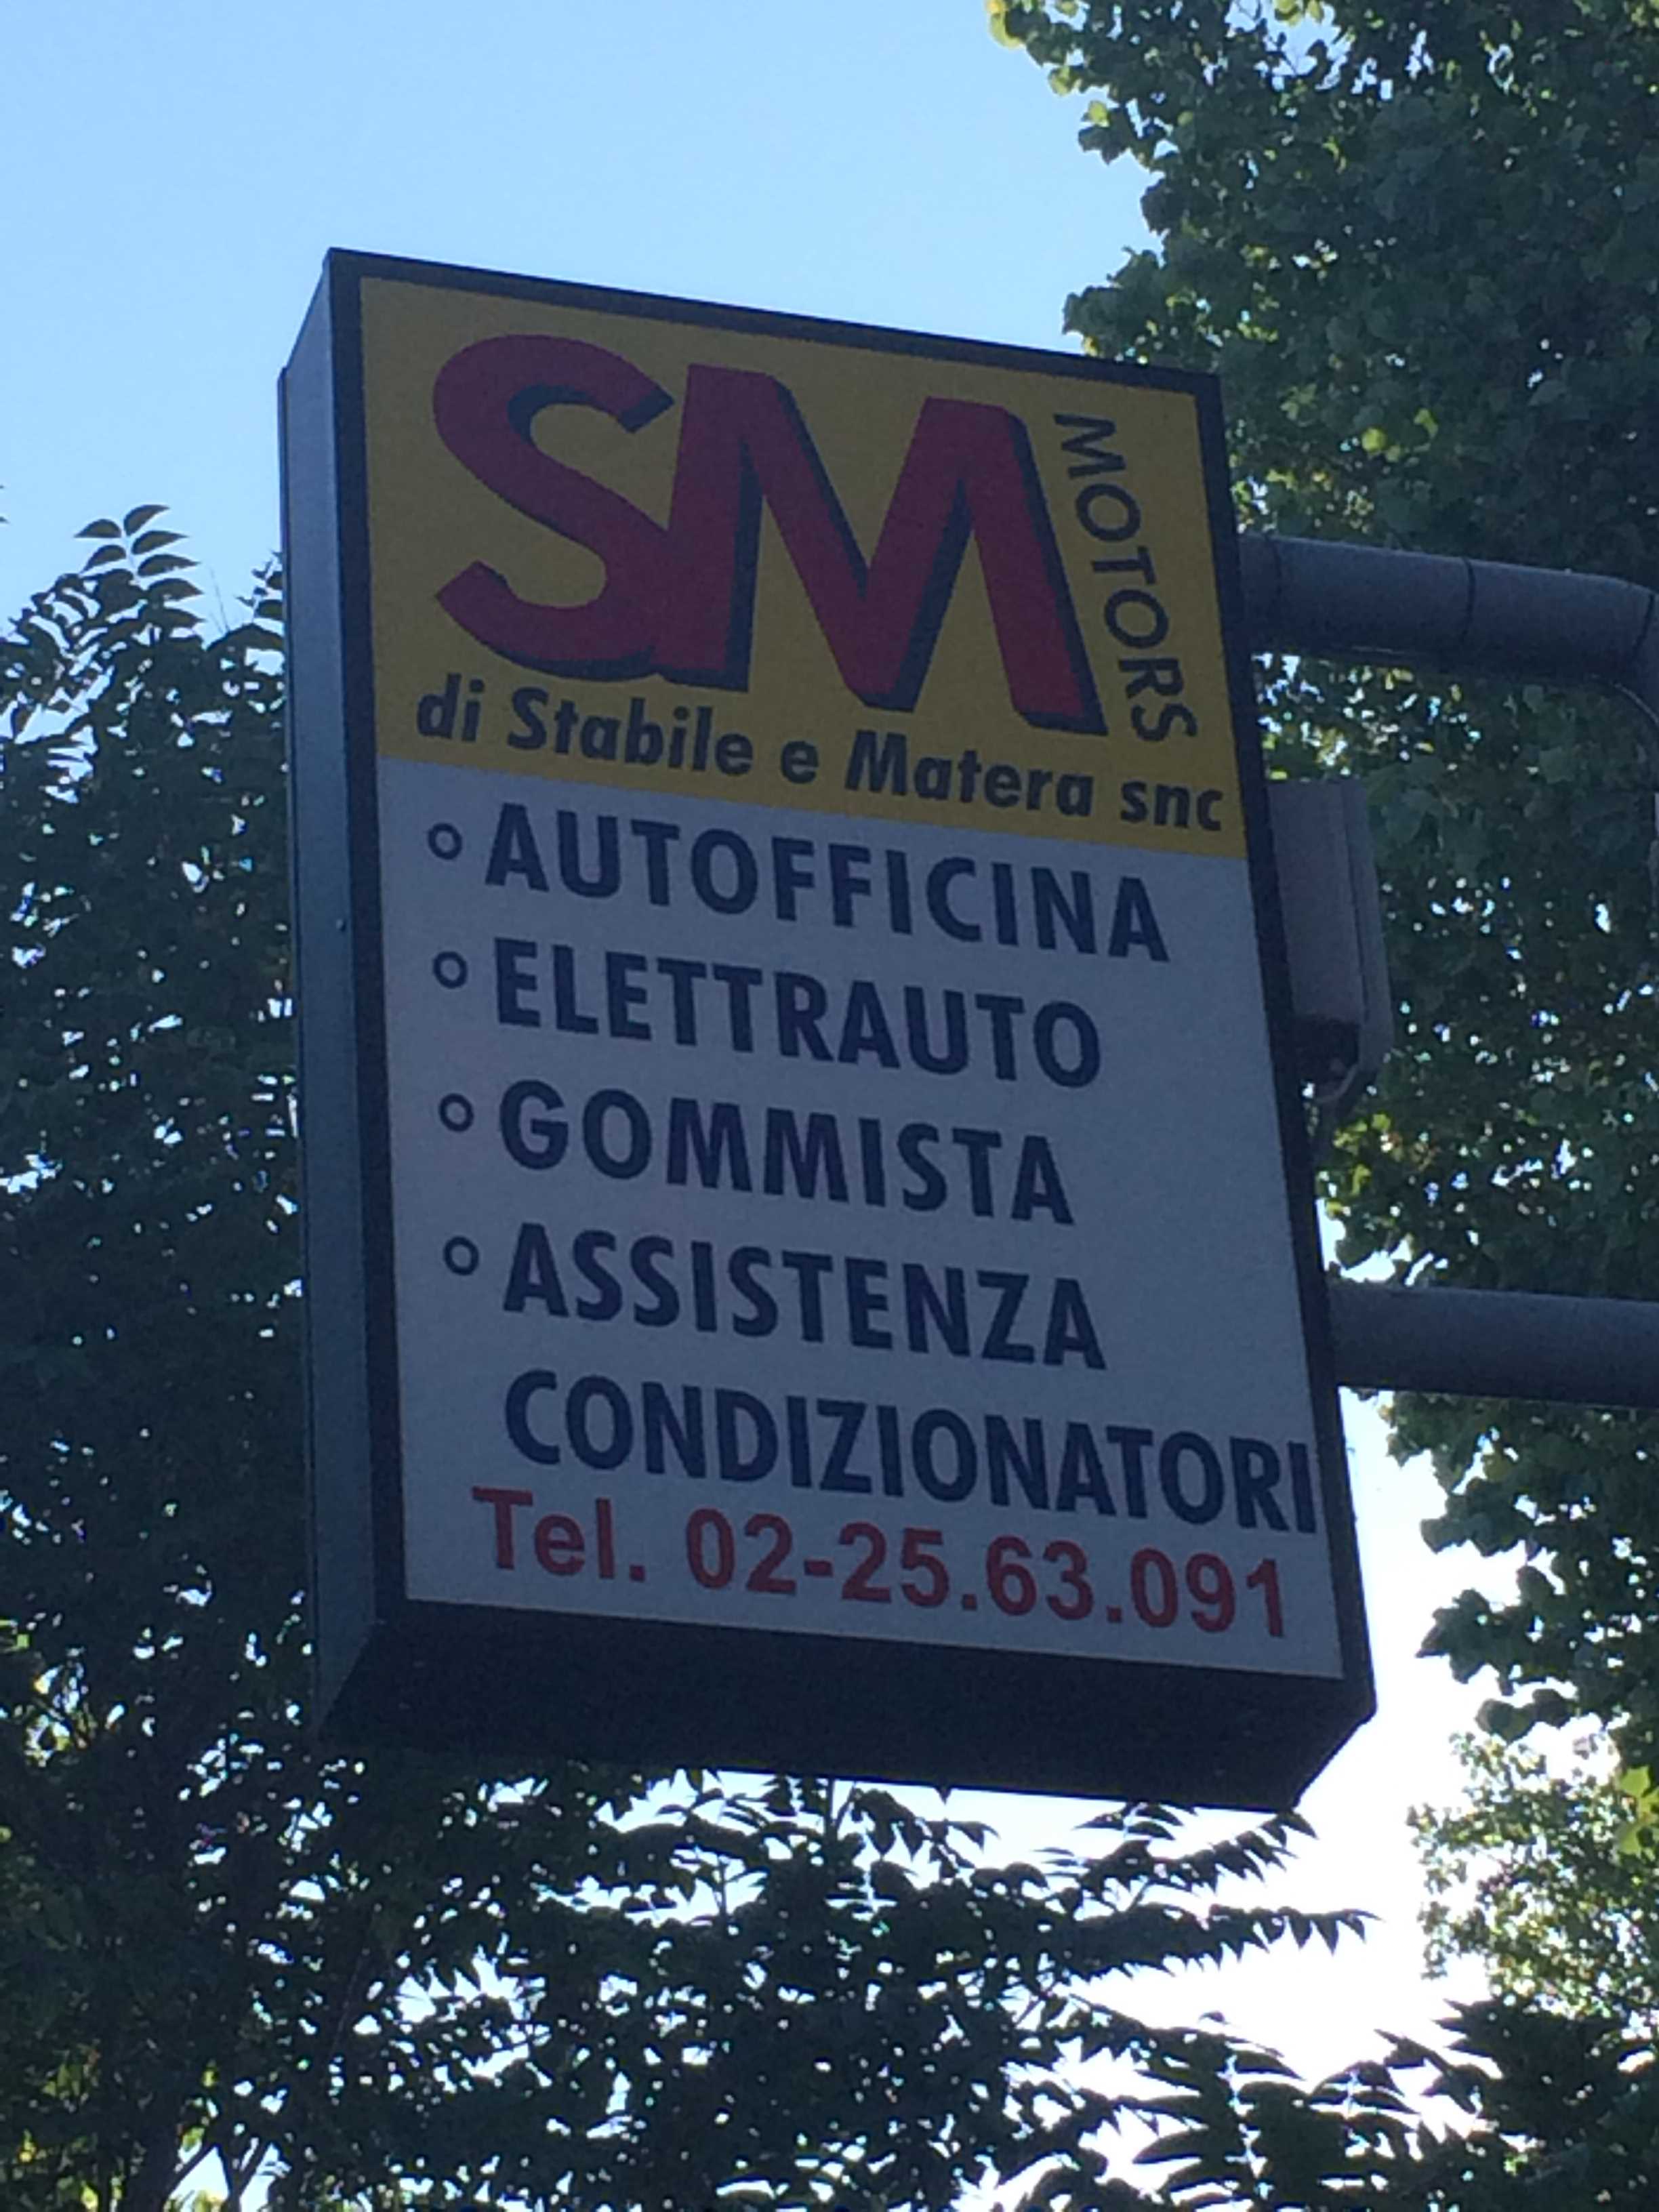 SM MOTORS
di Stabile e Matera snc
° AUTOFFICINA
° ELETTRAUTO
° GOMMISTA
° ASSISTENZA
CONDIZIONATORI
Tel. 02-25.63.091